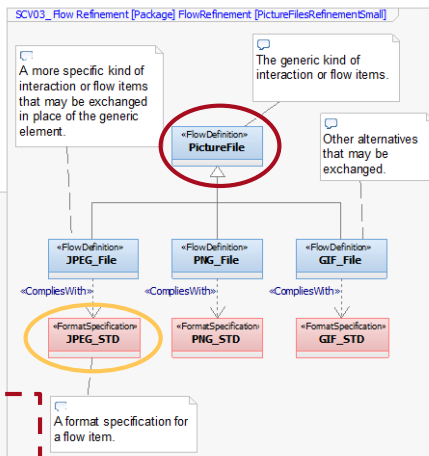 SCV03_ Flow Refinement [Package] FlowRefinement [PictureFilesRefinementSmall]
A more specific kind of
interaction or flow items
that may be exchanged
in place of the generic
element.
The generic kind of
interaction or flow items.
Other alternatives
that may be
exchanged.
«FlowDefinition»
PictureFile
«FlowDefinition»
JPEG_File
«FlowDefinition»
PNG_File
«FlowDefinition»
GIF_File
«CompliesWith»
«CompliesWith»
«CompliesWith»
«FormatSpecification»
JPEG_STD
«FormatSpecification»
PNG_STD
«FormatSpecification»
GIF_STD
A format specification for
a flow item.